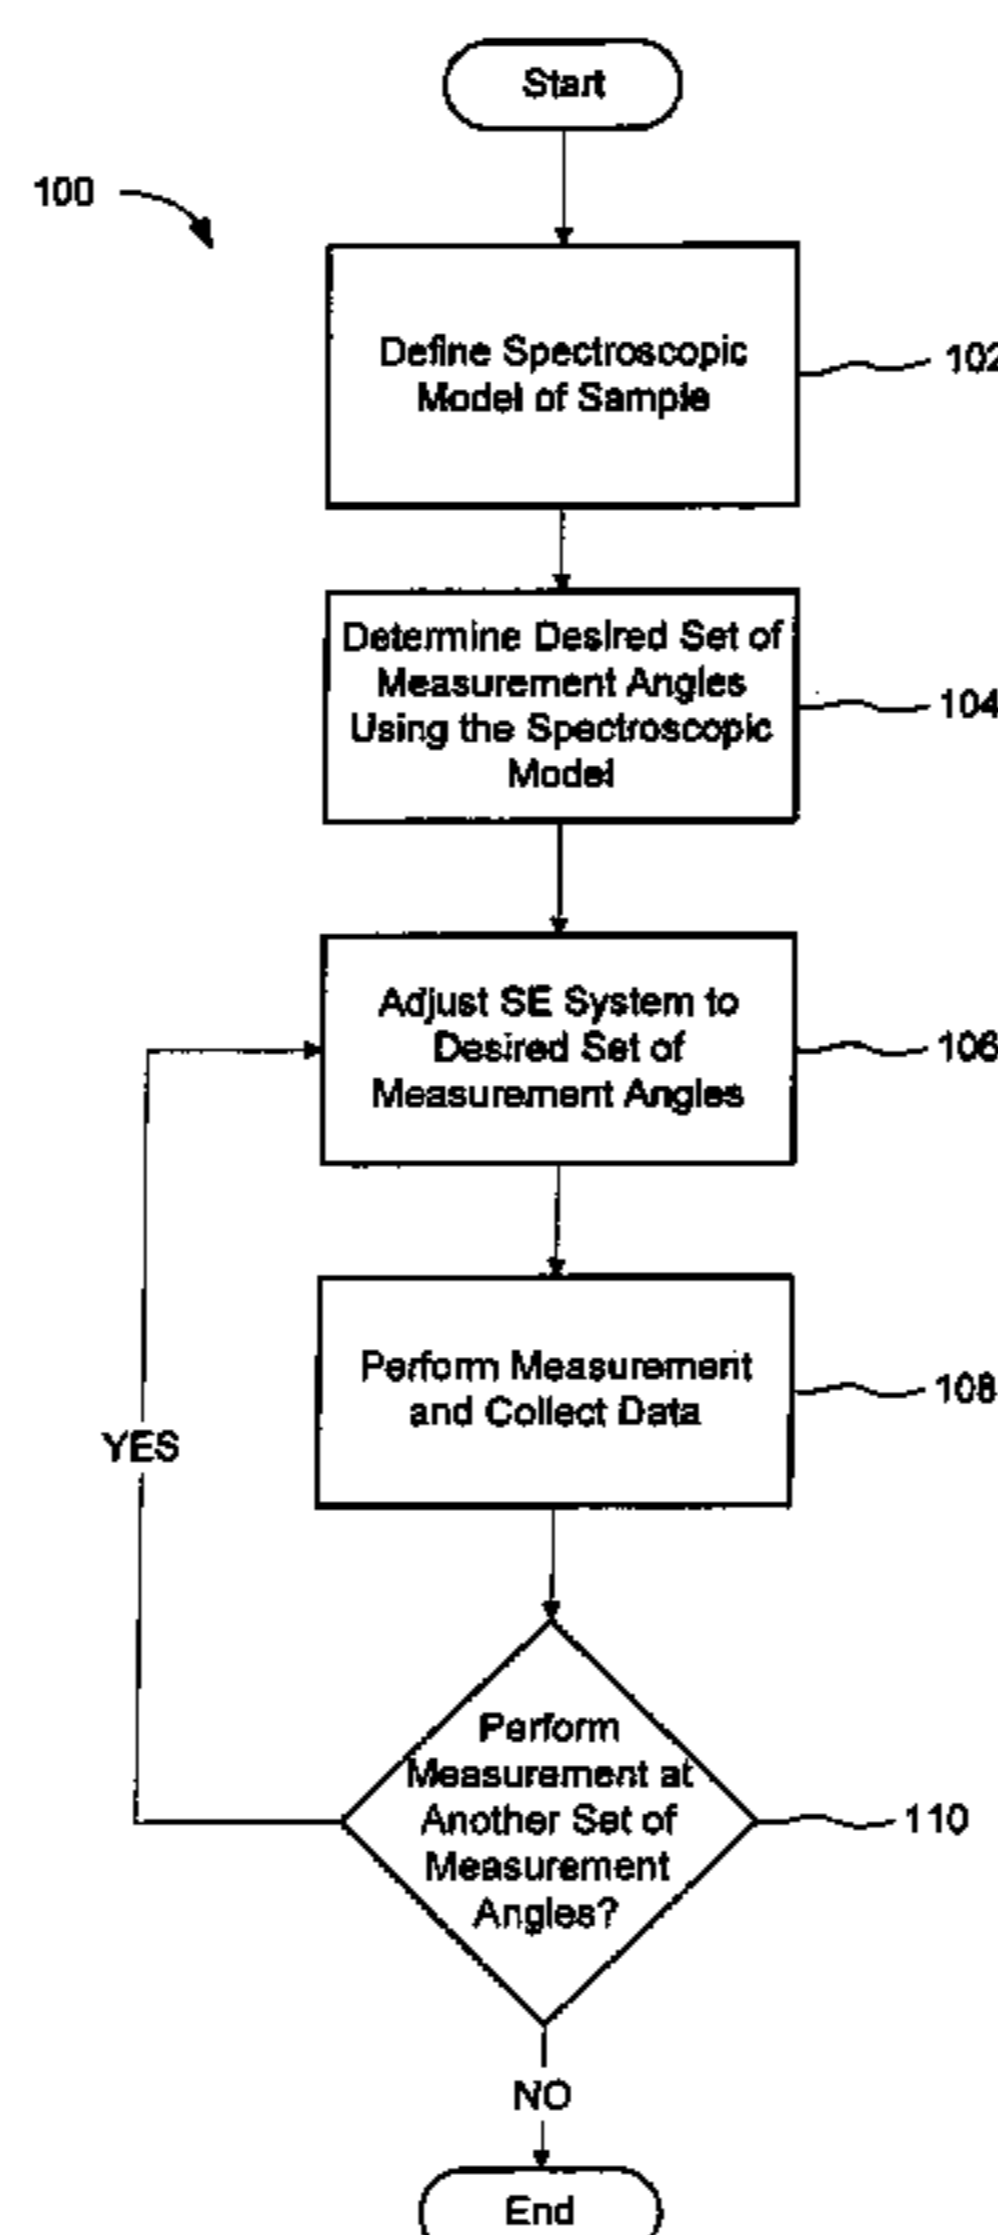 Start
100
Define Spectroscopic
Model of Sample
102
Determine Desired Set of
Measurement Angles
Using the Spectroscopic
Model
104
Adjust SE System to
Desired Set of
Measurement Angles
106
Perform Measurement
and Collect Data
108
YES
Perform
Measurement at
Another Set of
Measurement
Angles?
110
NO
End